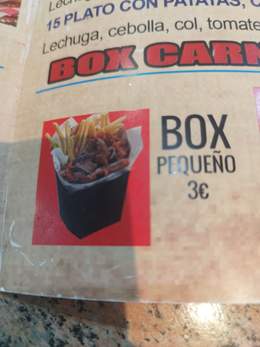 15 PLATO CON PATATAS,
Lechuga, cebolla, col, tomate
BOX CARN
BOX
PEQUEÑO
3€